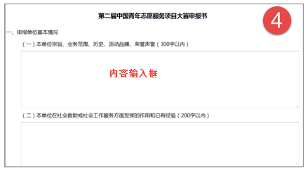 第二届中国青年志愿服务项目大赛申报书
4
一、申报单位基本情况
（一）本单位宗旨、业务范围、历史、活动品牌、荣誉声誉（300字以内）
内容输入框
（二）本单位在社会救助或社会工作服务方面发挥的作用和已有经验（200字以内）